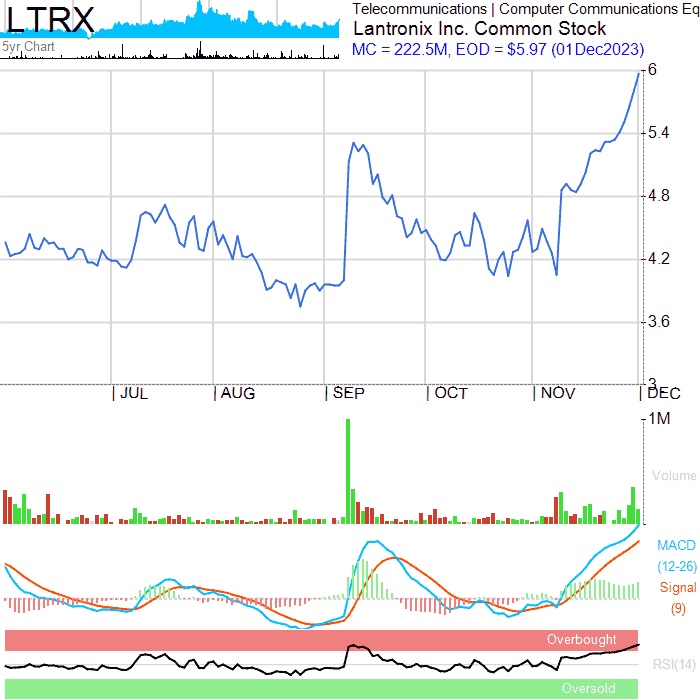 LTRX
5yr Chart
Telecommunications | Computer Communications Eq
Lantronix Inc. Common Stock
MC = 222.5M, EOD = $5.97 (01Dec2023)
6
5.4
4.8
4.2
3.6
3
| JUL | AUG | SEP | OCT | NOV | DEC
1M
Volume
MACD
(12-26)
Signal
(9)
Overbought
RSI(14)
Oversold